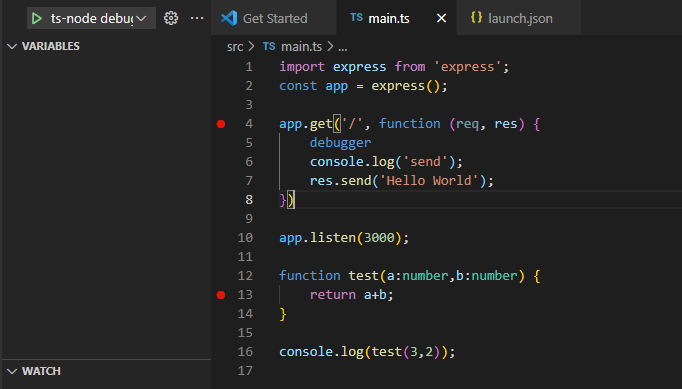 ts-node debug
Get Started
TS main.ts
{} launch.json
VARIABLES
src > TS main.ts > ...
1 import express from 'express';
2 const app = express();
3
4 app.get('/', function (req, res) {
5 debugger
6 console.log('send');
7 res.send('Hello World');
8 })
9
10 app.listen(3000);
11
12 function test(a:number,b:number) {
13 return a+b;
14 }
15
16 console.log(test(3,2));
17
WATCH